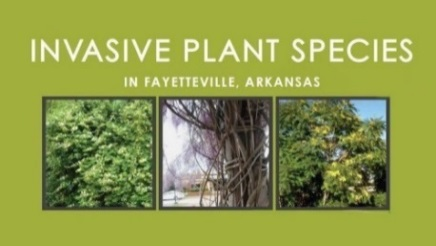 INVASIVE PLANT SPECIES
IN FAYETTEVILLE, ARKANSAS